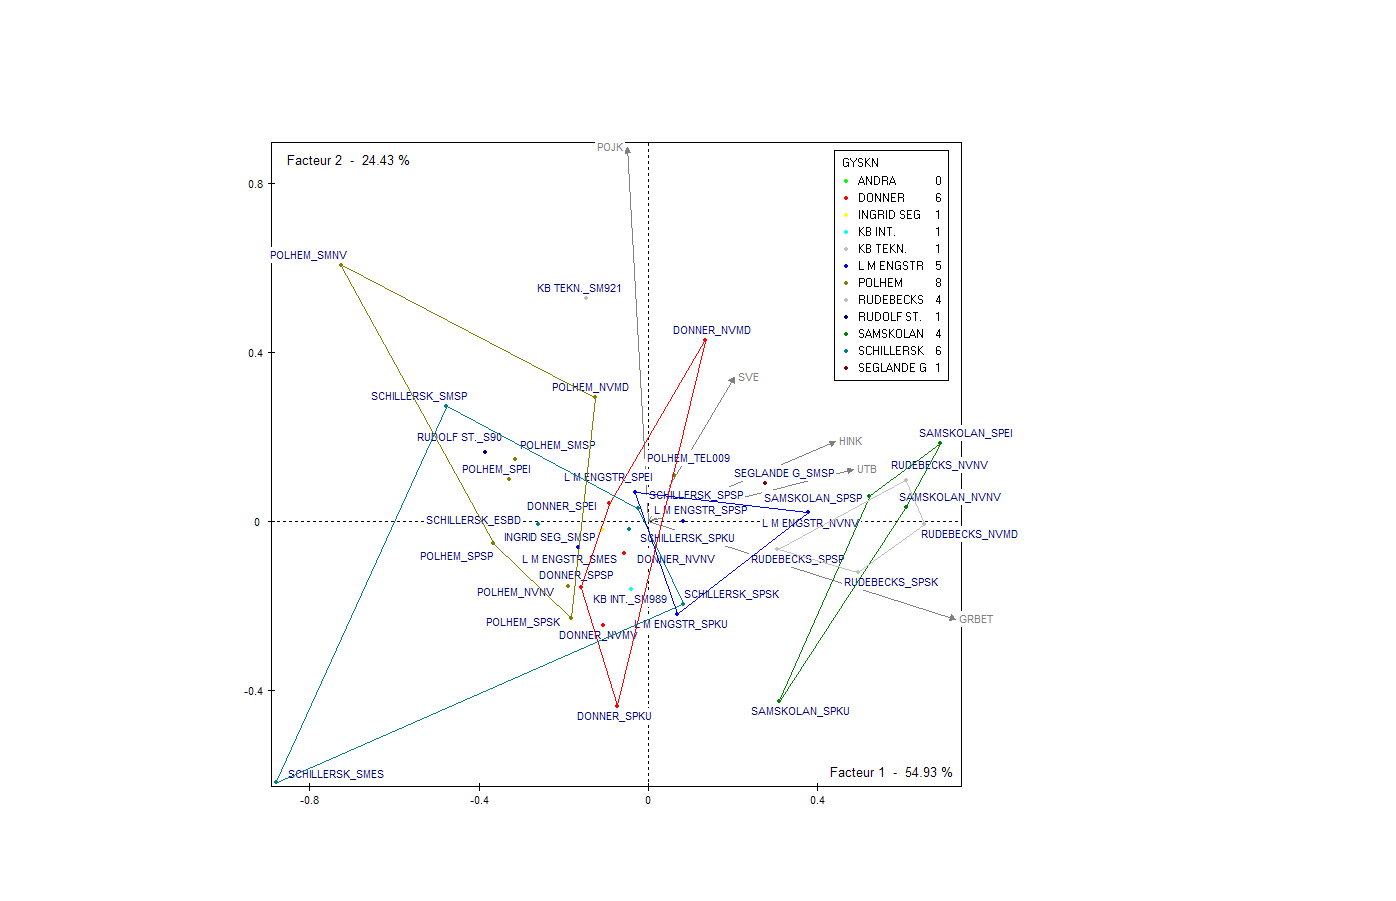 POJK
Facteur 2 - 24.43 %
GYSKN
ANDRA 0
DONNER 6
INGRID SEG 1
KB INT. 1
KB TEKN. 1
L M ENGSTR 5
POLHEM 8
RUDEBECKS 4
RUDOLF ST. 1
SAMSKOLAN 4
SCHILLERSK 6
SEGLANDE G 1
0.8
POLHEM_SMNV
KB TEKN._SM921
DONNER_NVMD
0.4
SVE
POLHEM_NVMD
SCHILLERSK_SMSP
SAMSKOLAN_SPEI
RUDOLF ST._S90
HINK
POLHEM_SMSP
POLHEM_TEL009
RUDEBECKS_NVNV
POLHEM_SPEI
UTB
L M ENGSTR_SPEI
SEGLANDE G_SMSP
SCHILLERSK_SPSP
SAMSKOLAN_SPSP
SAMSKOLAN_NVNV
DONNER_SPEI
L M ENGSTR_SPSP
0
SCHILLERSK_ESBD
L M ENGSTR_NVNV
INGRID SEG_SMSP
SCHILLERSK_SPKU
RUDEBECKS_NVMD
POLHEM_SPSP
L M ENGSTR_SMES
DONNER_NVNV
RUDEBECKS_SPSP
DONNER_SPSP
RUDEBECKS_SPSK
POLHEM_NVNV
KB INT._SM989
SCHILLERSK_SPSK
POLHEM_SPSK
L M ENGSTR_SPKU
GRBET
DONNER_NVMV
-0.4
SAMSKOLAN_SPKU
DONNER_SPKU
SCHILLERSK_SMES
Facteur 1 - 54.93 %
-0.8
-0.4
0
0.4